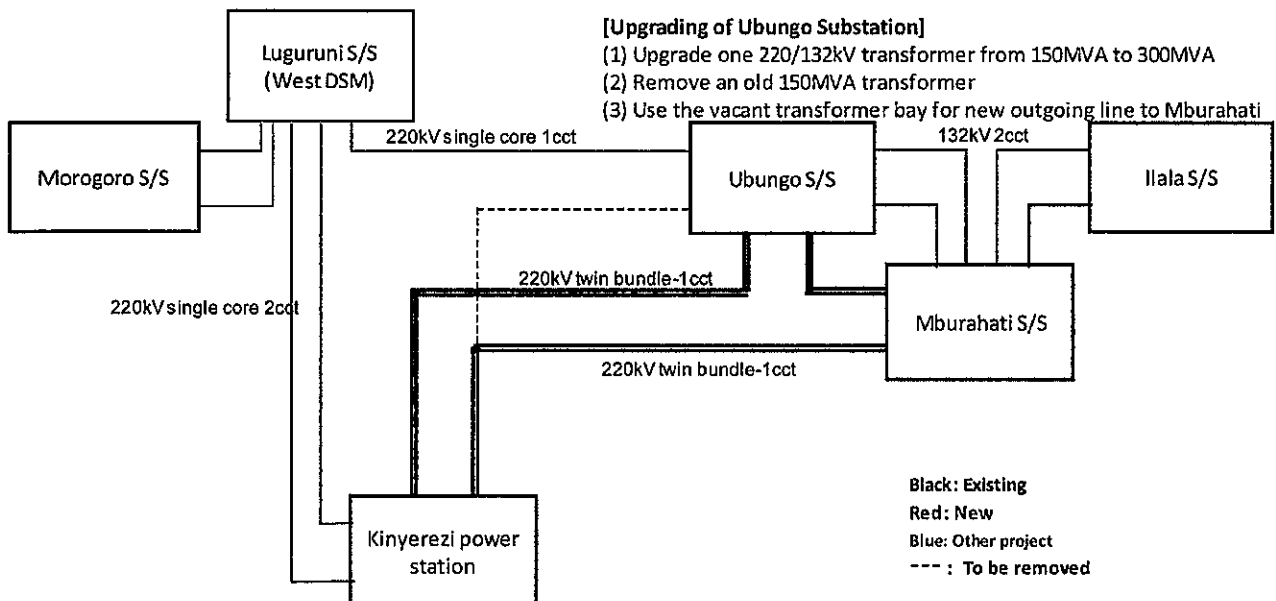 [Upgrading of Ubungo Substation]
(1) Upgrade one 220/132kV transformer from 150MVA to 300MVA
(2) Remove an old 150MVA transformer
(3) Use the vacant transformer bay for new outgoing line to Mburahati
Luguruni S/S
(West DSM)
220kV single core 1cct
132kV 2cct
Morogoro S/S
Ubungo S/S
Ilala S/S
220kV twin bundle-1cct
220kV single core 2cct
Mburahati S/S
220kV twin bundle-1cct
Black: Existing
Red: New
Blue: Other project
---: To be removed
Kinyerezi power
station